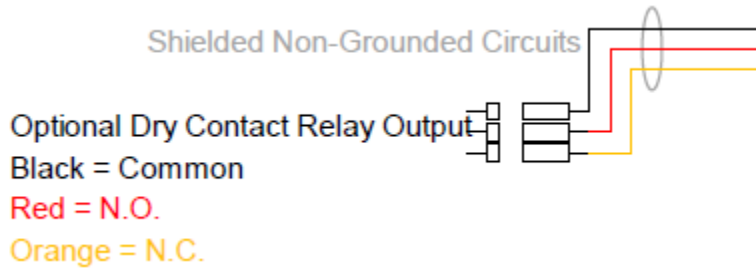 Shielded Non-Grounded Circuits
Optional Dry Contact Relay Output
Black = Common
Red = N.O.
Orange = N.C.